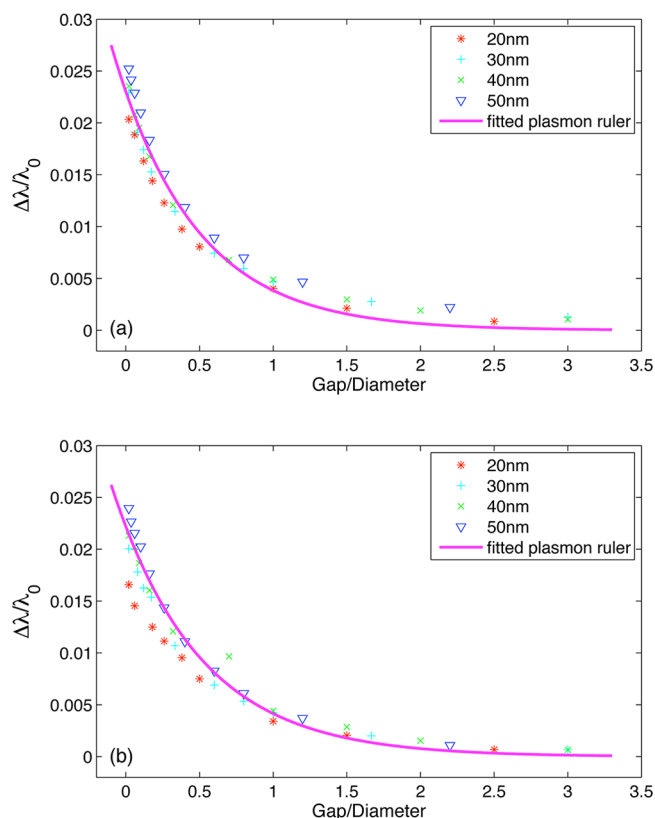 0.03
0.025
0.02
0.015
0.01
0.005
0
Δλ/λ0
20nm
30nm
40nm
50nm
fitted plasmon ruler
(a)
0 0.5 1 1.5 2 2.5 3 3.5
Gap/Diameter
0.03
0.025
0.02
0.015
0.01
0.005
0
Δλ/λ0
20nm
30nm
40nm
50nm
fitted plasmon ruler
(b)
0 0.5 1 1.5 2 2.5 3 3.5
Gap/Diameter